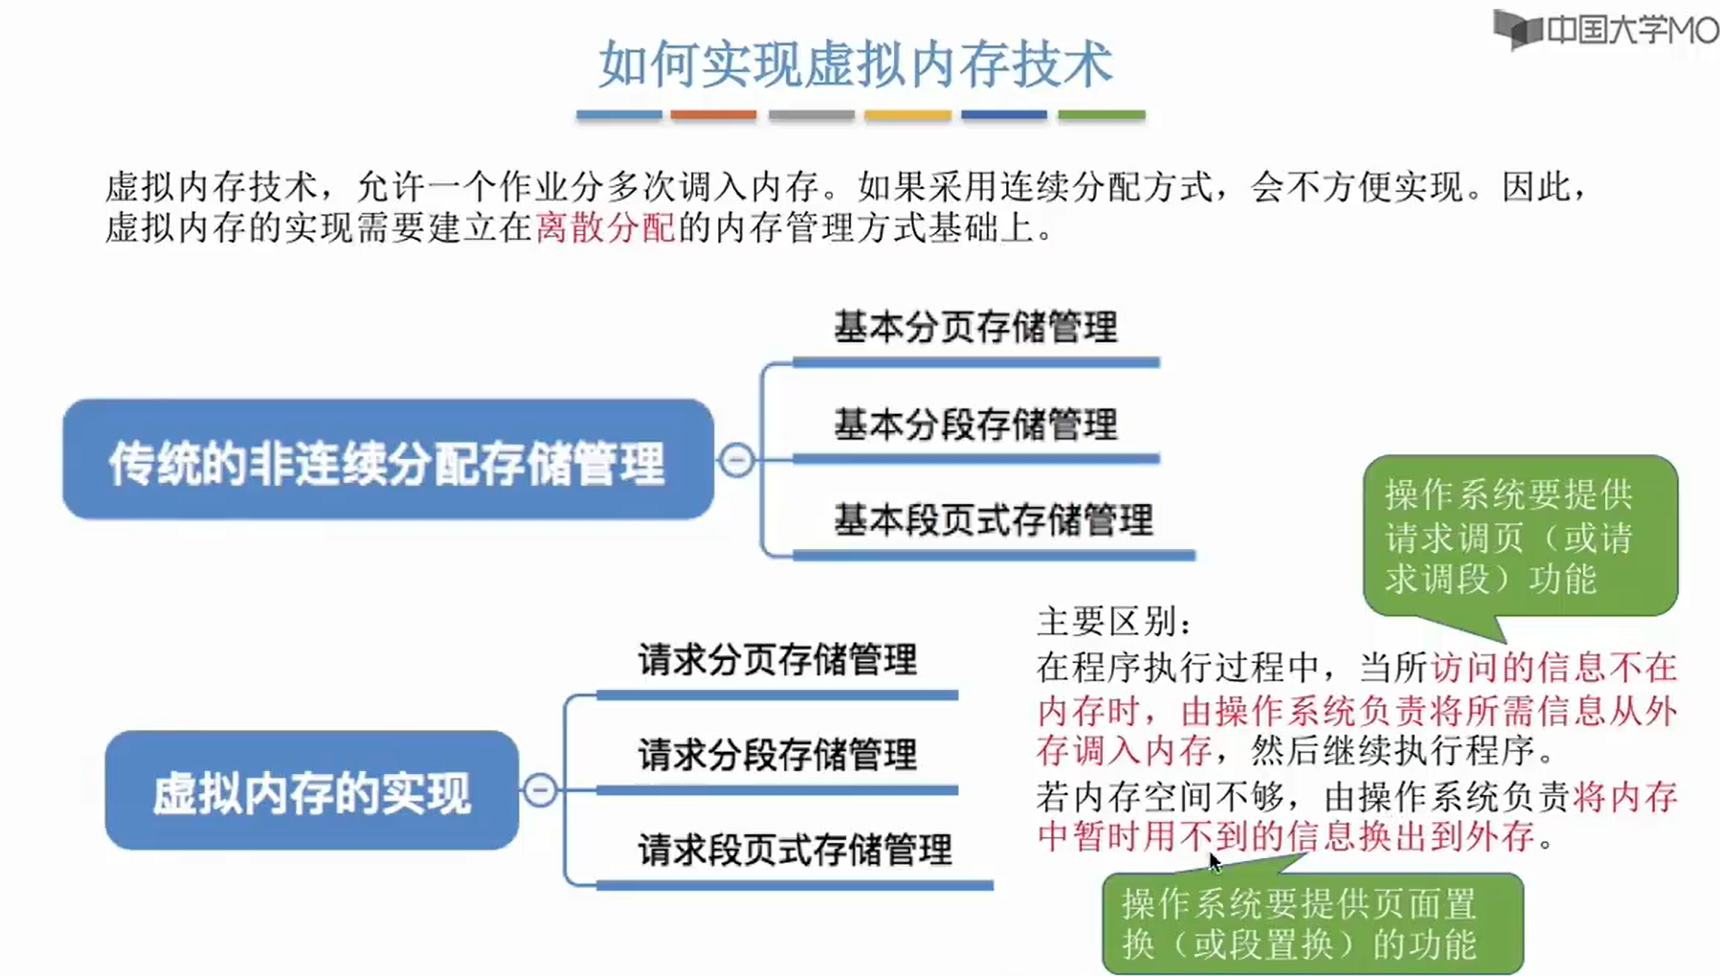 中国大学MO
如何实现虚拟内存技术
虚拟内存技术，允许一个作业分多次调入内存。如果采用连续分配方式，会不方便实现。因此，
虚拟内存的实现需要建立在离散分配的内存管理方式基础上。
基本分页存储管理
传统的非连续分配存储管理
基本分段存储管理
基本段页式存储管理
操作系统要提供
请求调页（或请
求调段）功能
请求分页存储管理
虚拟内存的实现
请求分段存储管理
请求段页式存储管理
主要区别：
在程序执行过程中，当所访问的信息不在
内存时，由操作系统负责将所需信息从外
存调入内存，然后继续执行程序。
若内存空间不够，由操作系统负责将内存
中暂时用不到的信息换出到外存。
操作系统要提供页面置
换（或段置换）的功能